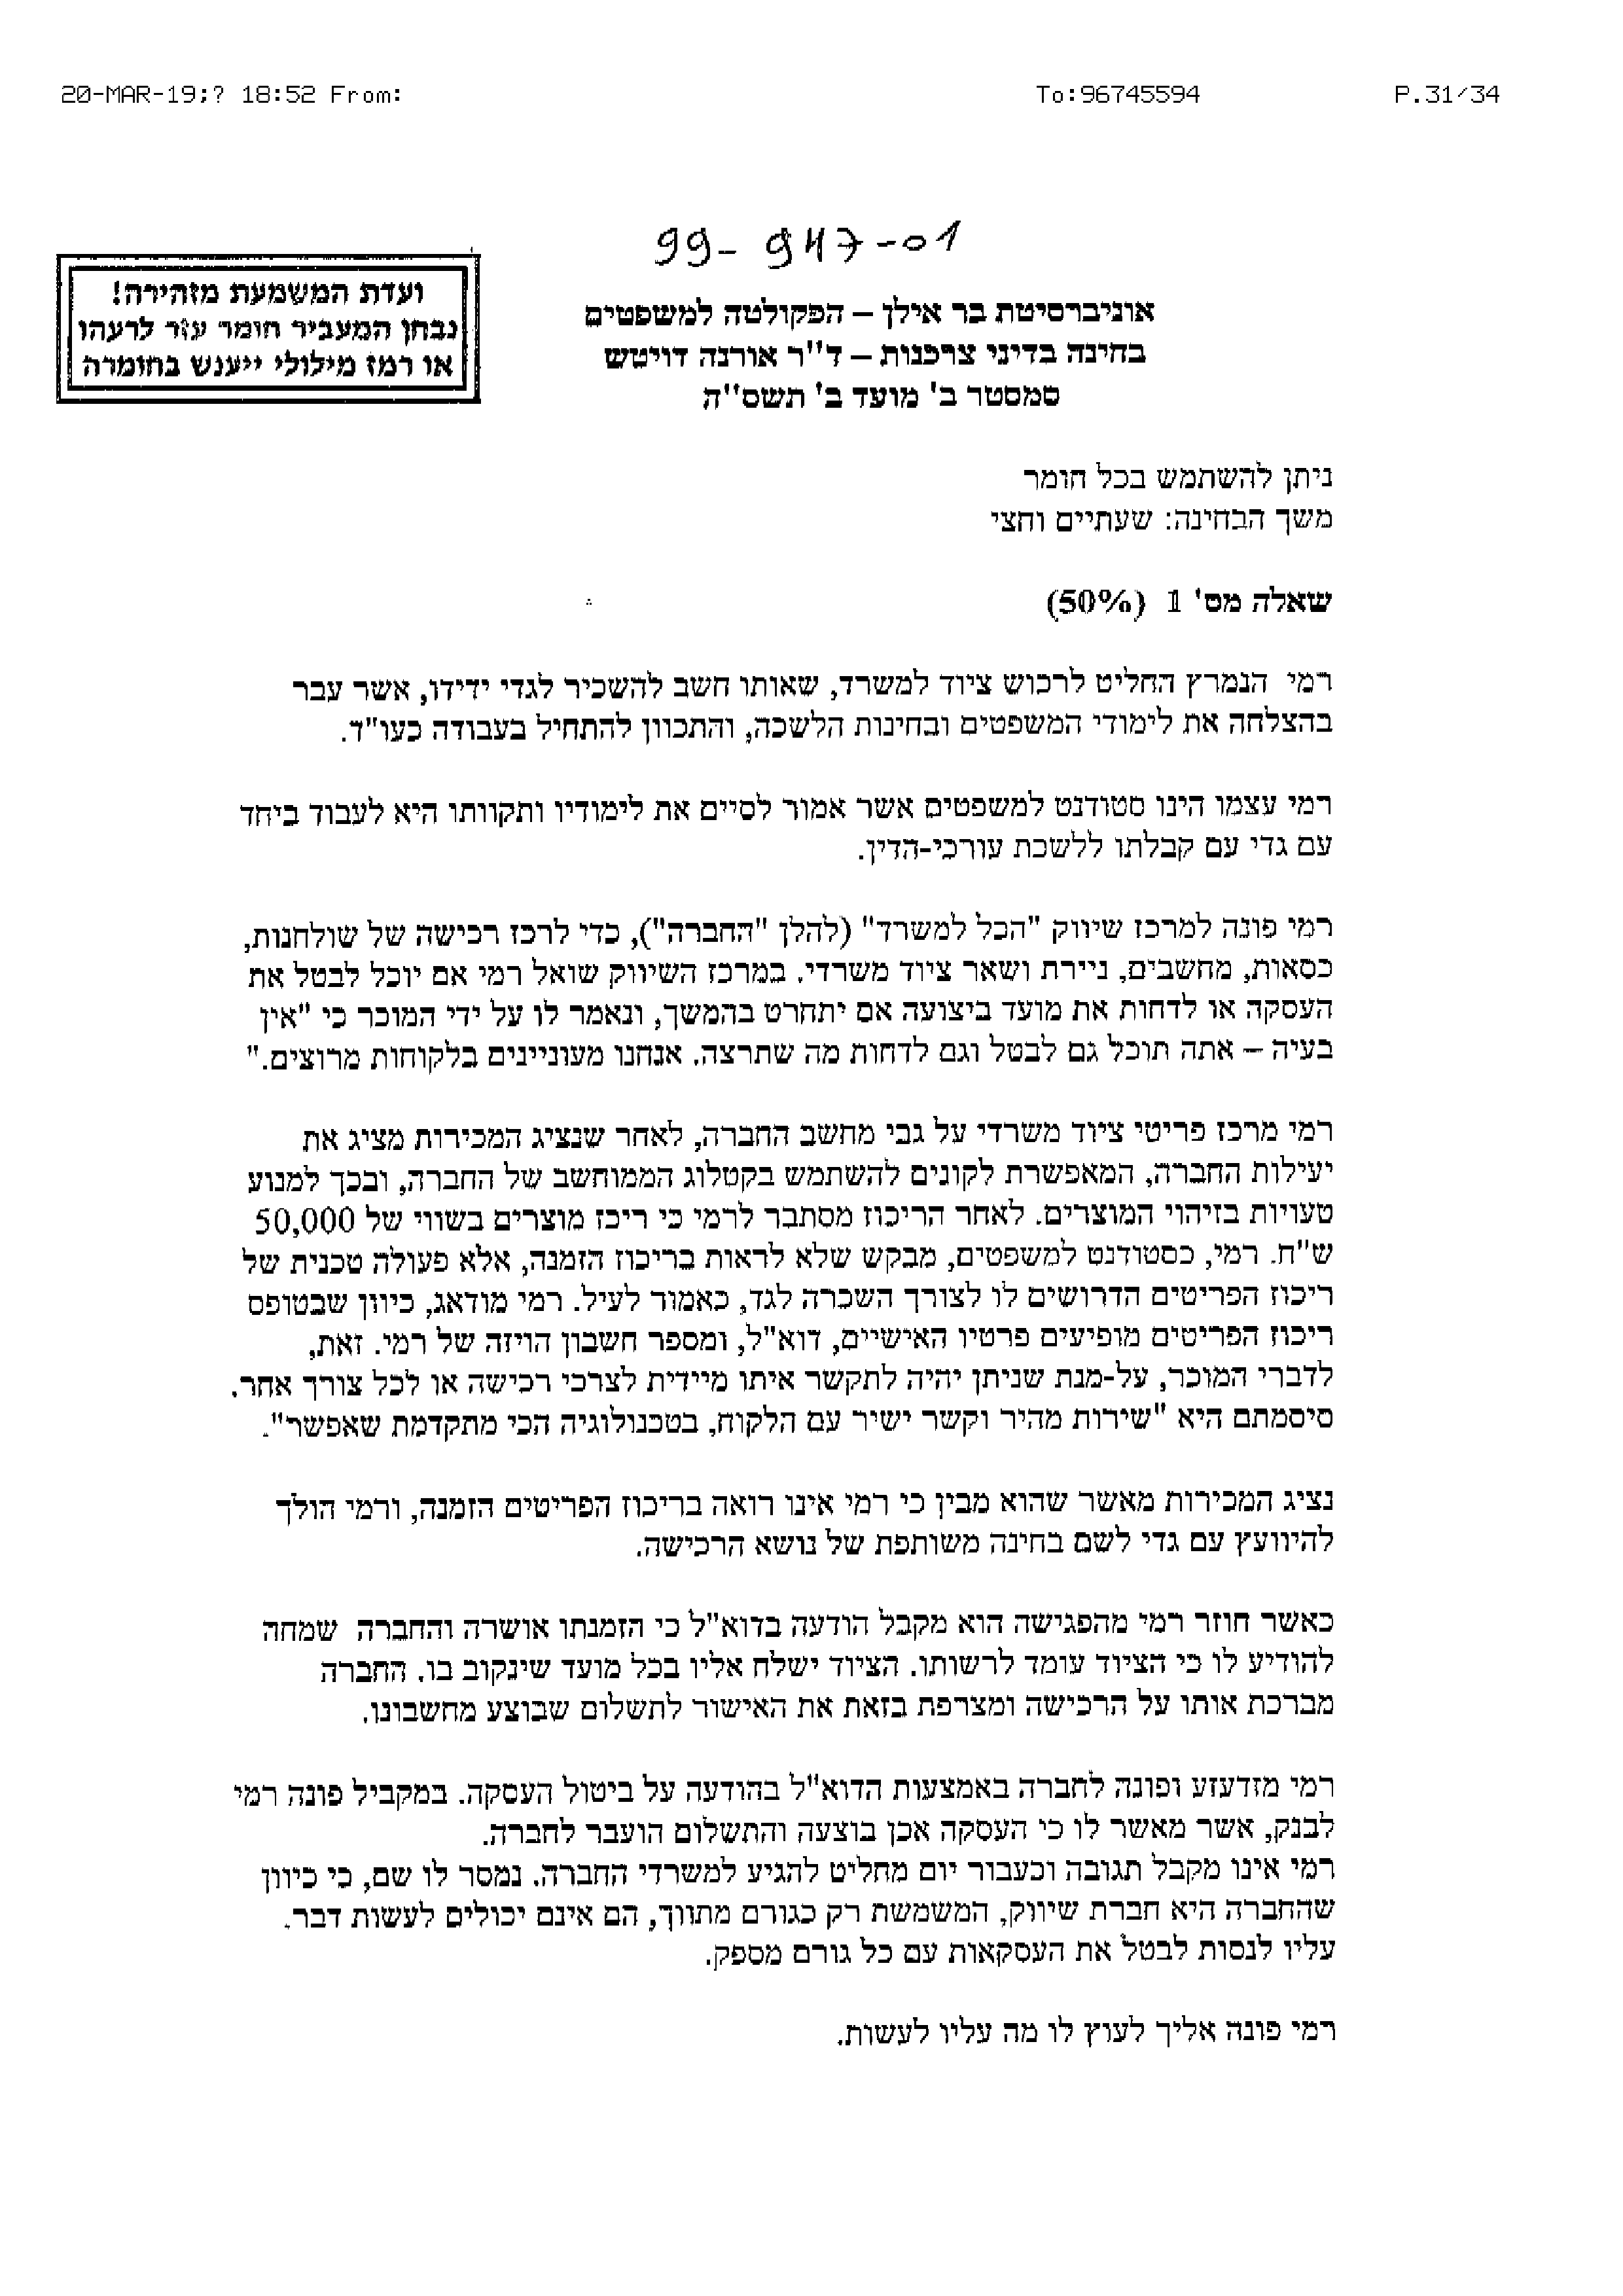 20-MAR-19;? 18:52 From: To:96745594 P.31/34
99-947-01
ועדת המשמעת מזהירה!
נבחן המעביר חומר עזר לרעהו
או רמז מילולי ייענש בחומרה
אוניברסיטת בר אילן – הפקולטה למשפטים
בחינה בדיני צרכנות – ד"ר אורנה דויטש
סמסטר ב' מועד ב' תשס"ה
ניתן להשתמש בכל חומר
משך הבחינה: שעתיים וחצי
שאלה מס' 1 (50%)
רמי הנמרץ החליט לרכוש ציוד למשרד, שאותו חשב להשכיר לגדי ידידו, אשר עבר
בהצלחה את לימודי המשפטים ובחינות הלשכה, והתכוון להתחיל בעבודה כעו"ד.
רמי עצמו הינו סטודנט למשפטים אשר אמור לסיים את לימודיו ותקוותו היא לעבוד ביחד
עם גדי עם קבלתו ללשכת עורכי-הדין.
רמי פונה למרכז שיווק "הכל למשרד" (להלן "החברה"), כדי לרכז רכישה של שולחנות,
כסאות, מחשבים, ניירת ושאר ציוד משרדי. במרכז השיווק שואל רמי אם יוכל לבטל את
העסקה או לדחות את מועד ביצועה אם יתחרט בהמשך, ונאמר לו על ידי המוכר כי "אין
בעיה – אתה תוכל גם לבטל וגם לדחות מה שתרצה. אנחנו מעוניינים בלקוחות מרוצים."
רמי מרכז פריטי ציוד משרדי על גבי מחשב החברה, לאחר שנציג המכירות מציג את
יעילות החברה, המאפשרת לקונים להשתמש בקטלוג הממוחשב של החברה, ובכך למנוע
טעויות בזיהוי המוצרים. לאחר הריכוז מסתבר לרמי כי ריכז מוצרים בשווי של 50,000
ש"ח. רמי, כסטודנט למשפטים, מבקש שלא לראות בריכוז הזמנה, אלא פעולה טכנית של
ריכוז הפריטים הדרושים לו לצורך השכרה לגד, כאמור לעיל. רמי מודאג, כיוון שבטופס
ריכוז הפריטים מופיעים פרטיו האישיים, דוא"ל, ומספר חשבון הויזה של רמי. זאת,
לדברי המוכר, על-מנת שניתן יהיה לתקשר איתו מיידית לצרכי רכישה או לכל צורך אחר.
סיסמתם היא "שירות מהיר וקשר ישיר עם הלקוח, בטכנולוגיה הכי מתקדמת שאפשר".
נציג המכירות מאשר שהוא מבין כי רמי אינו רואה בריכוז הפריטים הזמנה, ורמי הולך
להיוועץ עם גדי לשם בחינה משותפת של נושא הרכישה.
כאשר חוזר רמי מהפגישה הוא מקבל הודעה בדוא"ל כי הזמנתו אושרה והחברה שמחה
להודיע לו כי הציוד עומד לרשותו. הציוד ישלח אליו בכל מועד שינקוב בו. החברה
מברכת אותו על הרכישה ומצרפת בזאת את האישור לתשלום שבוצע מחשבונו.
רמי מזדעזע ופונה לחברה באמצעות הדוא"ל בהודעה על ביטול העסקה. במקביל פונה רמי
לבנק, אשר מאשר לו כי העסקה אכן בוצעה והתשלום הועבר לחברה.
רמי אינו מקבל תגובה וכעבור יום מחליט להגיע למשרדי החברה. נמסר לו שם, כי כיוון
שהחברה היא חברת שיווק, המשמשת רק כגורם מתווך, הם אינם יכולים לעשות דבר.
עליו לנסות לבטל את העסקאות עם כל גורם מספק.
רמי פונה אליך לעוץ לו מה עליו לעשות.